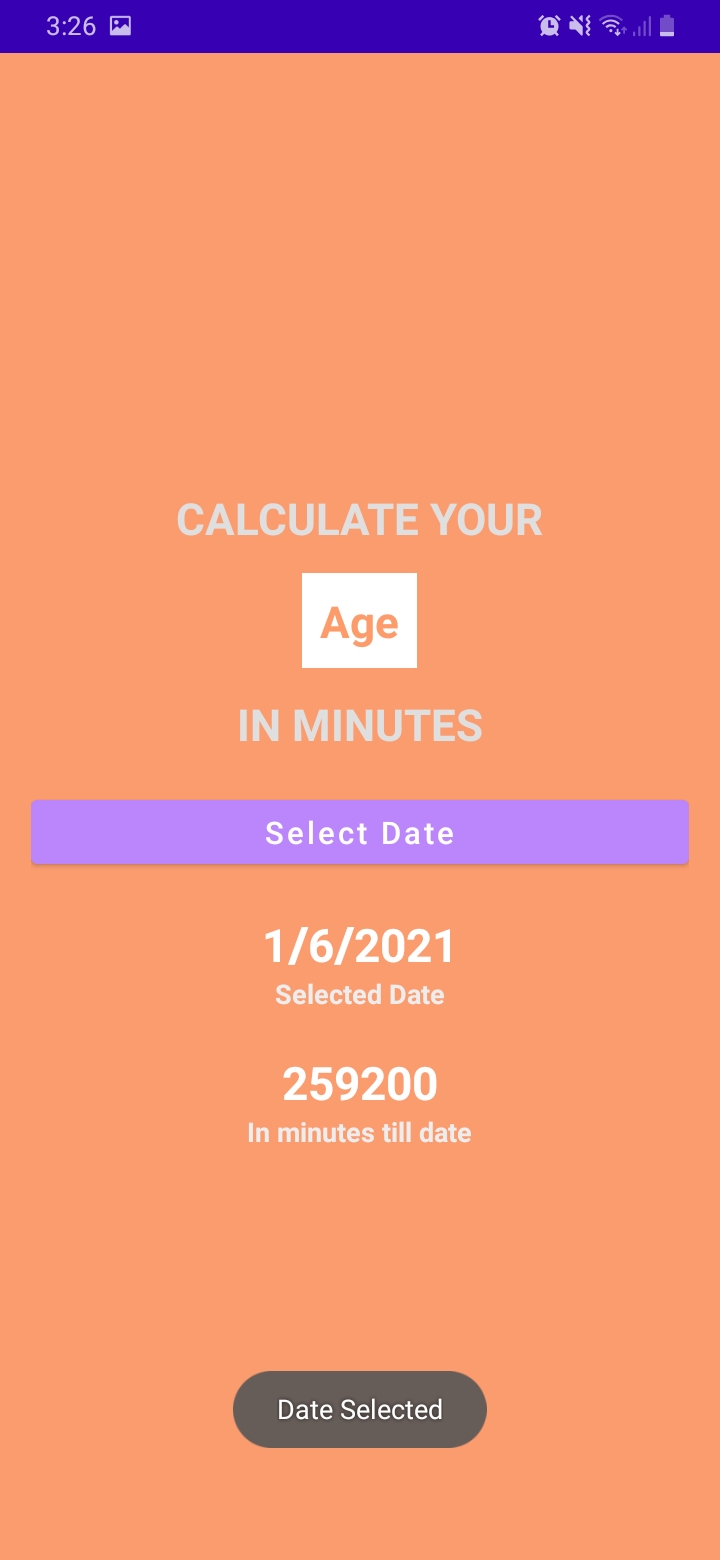 3:26
CALCULATE YOUR
Age
IN MINUTES
Select Date
1/6/2021
Selected Date
259200
In minutes till date
Date Selected